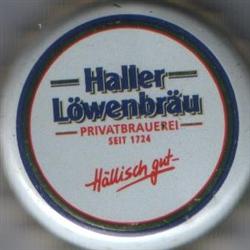 Haller
Löwenbräu
PRIVATBRAUEREI
SEIT 1724
Hällisch gut